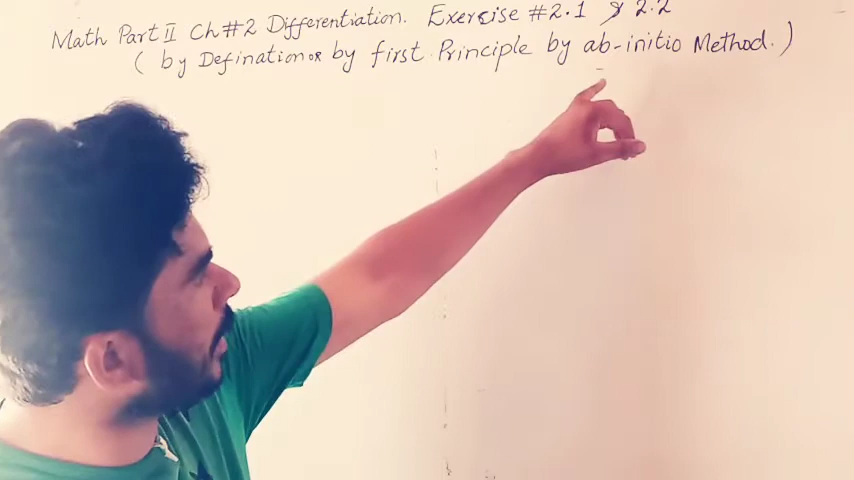 Math Part II Ch#2 Differentiation. Exercise #2.1 & 2.2
( by Defination or by first Principle by ab-initio Method. )